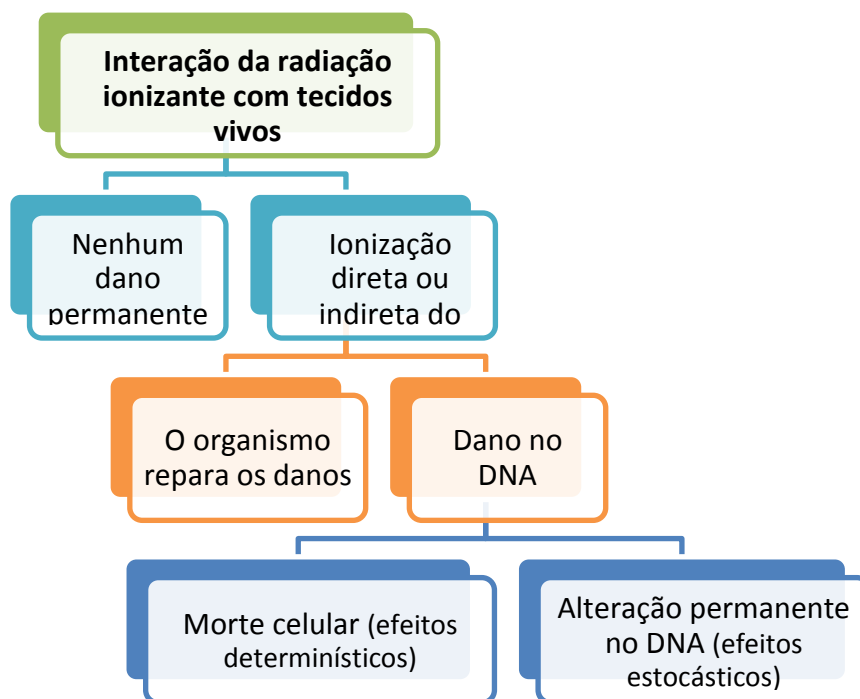 Interação da radiação
ionizante com tecidos
vivos
Nenhum
dano
permanente
Ionização
direta ou
indireta do
O organismo
repara os danos
Dano no
DNA
Morte celular (efeitos
determinísticos)
Alteração permanente
no DNA (efeitos
estocásticos)